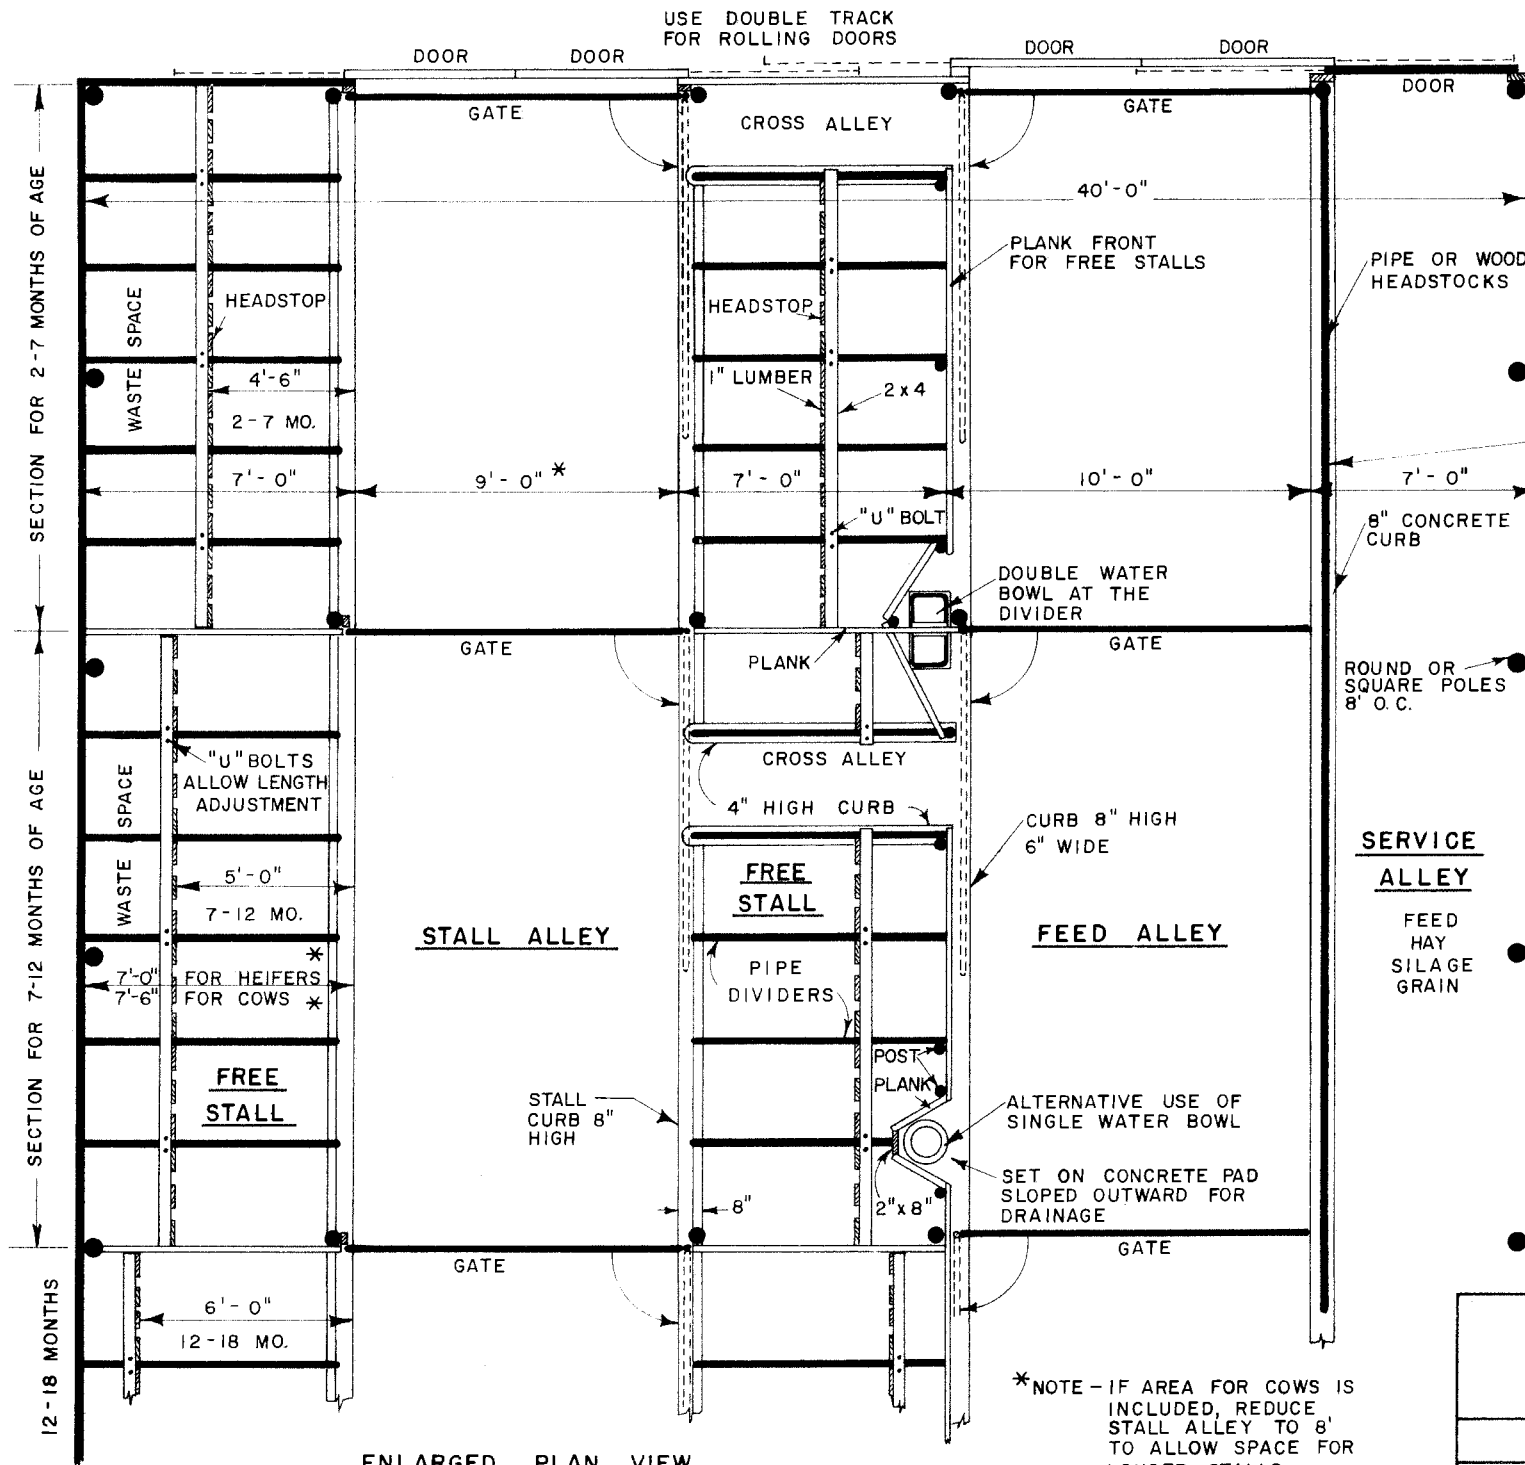 USE DOUBLE TRACK
FOR ROLLING DOORS
DOOR
DOOR
DOOR
DOOR
DOOR
GATE
CROSS ALLEY
GATE
40'-0"
SECTION FOR 2-7 MONTHS OF AGE
WASTE SPACE
HEADSTOP
4'-6"
2-7 MO.
7'-0"
9'-0" *
HEADSTOP
1" LUMBER
2x4
7'-0"
"U" BOLT
PLANK FRONT
FOR FREE STALLS
10'-0"
PIPE OR WOOD
HEADSTOCKS
7'-0"
8" CONCRETE
CURB
DOUBLE WATER
BOWL AT THE
DIVIDER
GATE
PLANK
GATE
ROUND OR
SQUARE POLES
8' O.C.
SECTION FOR 7-12 MONTHS OF AGE
WASTE SPACE
"U" BOLTS
ALLOW LENGTH
ADJUSTMENT
CROSS ALLEY
4" HIGH CURB
CURB 8" HIGH
6" WIDE
5'-0"
7-12 MO.
7'-0" FOR HEIFERS *
7'-6" FOR COWS *
FREE
STALL
STALL ALLEY
FREE
STALL
PIPE
DIVIDERS
FEED ALLEY
SERVICE
ALLEY
FEED
HAY
SILAGE
GRAIN
STALL
CURB 8"
HIGH
POST
PLANK
ALTERNATIVE USE OF
SINGLE WATER BOWL
8"
2"x8"
SET ON CONCRETE PAD
SLOPED OUTWARD FOR
DRAINAGE
GATE
GATE
12-18 MONTHS
6'-0"
12-18 MO.
*NOTE - IF AREA FOR COWS IS
INCLUDED, REDUCE
STALL ALLEY TO 8'
TO ALLOW SPACE FOR
LONGER STALLS
ENLARGED PLAN VIEW